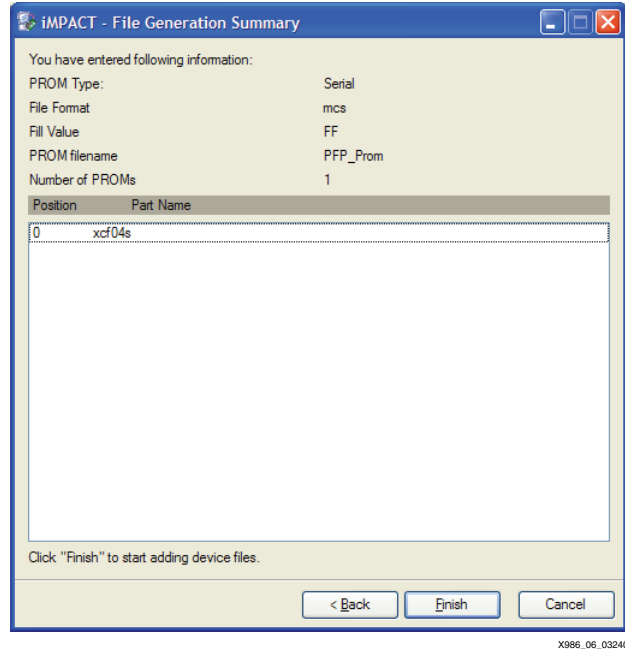 iMPACT - File Generation Summary
You have entered following information:
PROM Type: Serial
File Format mcs
Fill Value FF
PROM filename PFP_Prom
Number of PROMs 1
Position Part Name
0 xcf04s
Click "Finish" to start adding device files.
< Back Finish Cancel
X986_06_03240